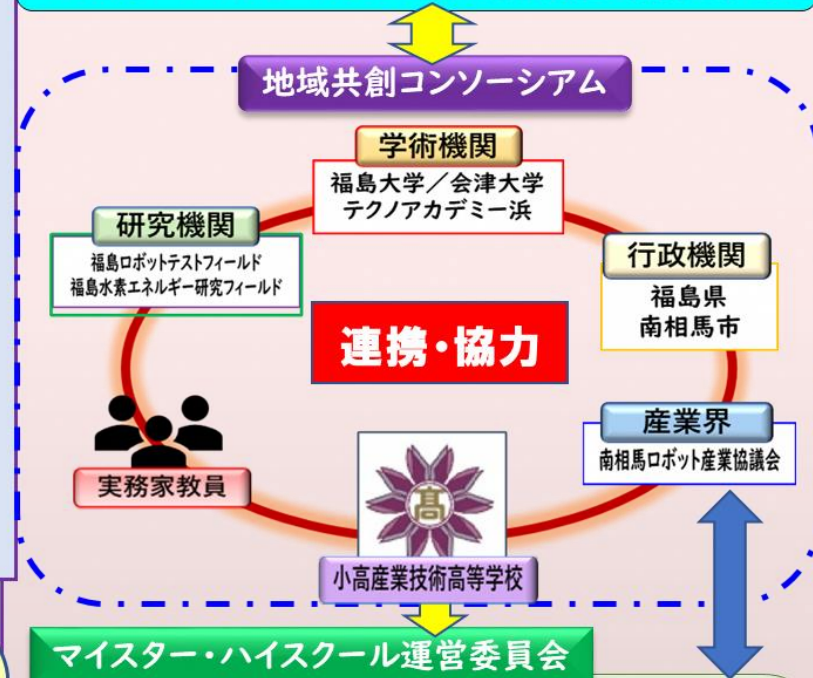 地域共創コンソーシアム
学術機関
福島大学／会津大学
テクノアカデミー浜
研究機関
福島ロボットテストフィールド
福島水素エネルギー研究フィールド
行政機関
福島県
南相馬市
連携・協力
産業界
南相馬ロボット産業協議会
実務家教員
高
小高産業技術高等学校
マイスター・ハイスクール運営委員会